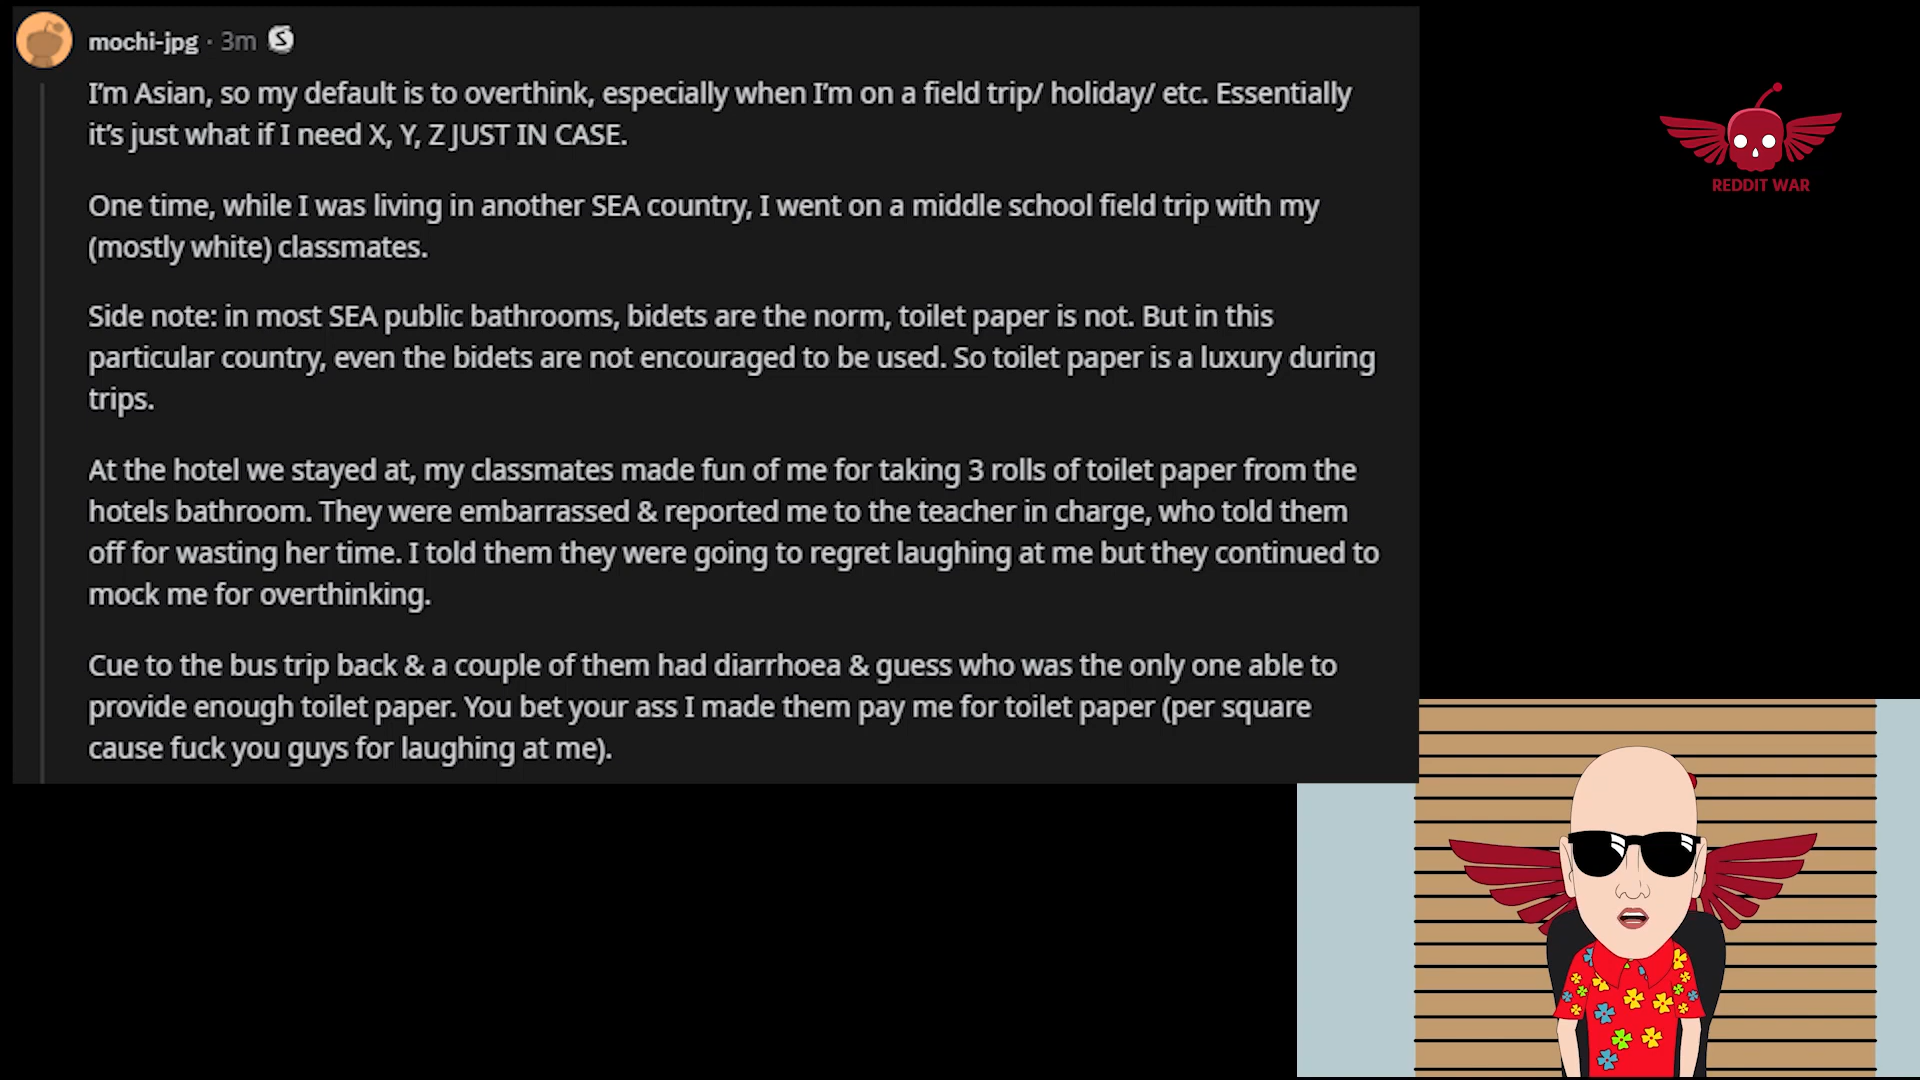 mochi-jpg · 3m
I'm Asian, so my default is to overthink, especially when I'm on a field trip/ holiday/ etc. Essentially
it's just what if I need X, Y, Z JUST IN CASE.
One time, while I was living in another SEA country, I went on a middle school field trip with my
(mostly white) classmates.
Side note: in most SEA public bathrooms, bidets are the norm, toilet paper is not. But in this
particular country, even the bidets are not encouraged to be used. So toilet paper is a luxury during
trips.
At the hotel we stayed at, my classmates made fun of me for taking 3 rolls of toilet paper from the
hotels bathroom. They were embarrassed & reported me to the teacher in charge, who told them
off for wasting her time. I told them they were going to regret laughing at me but they continued to
mock me for overthinking.
Cue to the bus trip back & a couple of them had diarrhoea & guess who was the only one able to
provide enough toilet paper. You bet your ass I made them pay me for toilet paper (per square
cause fuck you guys for laughing at me).
REDDIT WAR